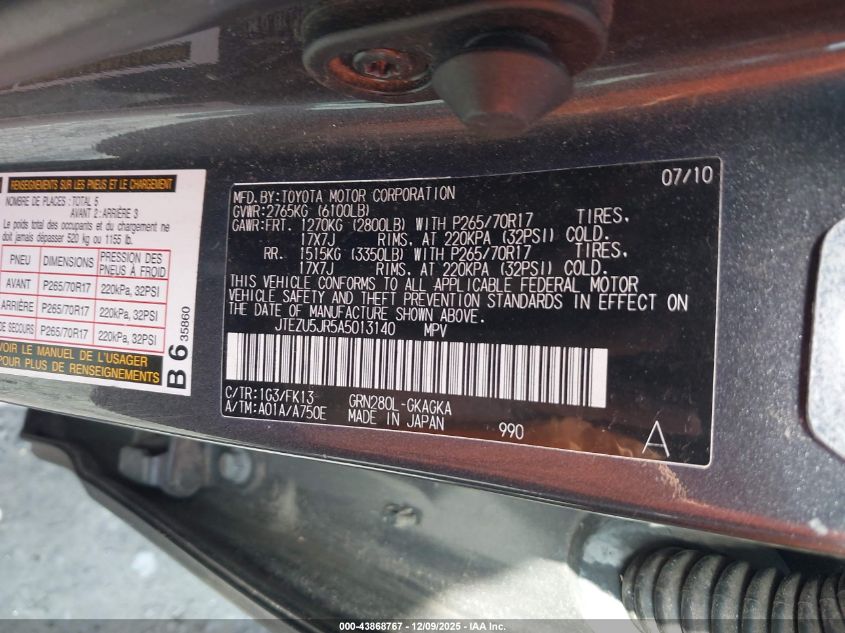 RENSEIGNEMENTS SUR LES PNEUS ET LE CHARGEMENT
NOMBRE DE PLACES : TOTAL 5
AVANT 2 : ARRIÈRE 3
Le poids total des occupants et du chargement ne
doit jamais dépasser 520 kg ou 1155 lb.
PNEU DIMENSIONS PRESSION DES PNEUS À FROID
AVANT P265/70R17 220kPa, 32PSI
ARRIÈRE P265/70R17 220kPa, 32PSI
DE SECOURS P265/70R17 220kPa, 32PSI
VOIR LE MANUEL DE L'USAGER
POUR PLUS DE RENSEIGNEMENTS
B6 35860
MFD. BY: TOYOTA MOTOR CORPORATION 07/10
GVWR: 2765KG (6100LB)
GAWR: FRT. 1270KG (2800LB) WITH P265/70R17 TIRES,
17X7J RIMS, AT 220KPA (32PSI) COLD.
RR. 1515KG (3350LB) WITH P265/70R17 TIRES,
17X7J RIMS, AT 220KPA (32PSI) COLD.
THIS VEHICLE CONFORMS TO ALL APPLICABLE FEDERAL MOTOR
VEHICLE SAFETY AND THEFT PREVENTION STANDARDS IN EFFECT ON
THE DATE OF MANUFACTURE SHOWN ABOVE.
JTEZU5JR5A5013140 MPV
C/TR: 1G3/FK13 GRN280L-GKAGKA
A/TM: A01A/A750E MADE IN JAPAN 990 A
000-43868767 - 12/09/2025 - IAA Inc.